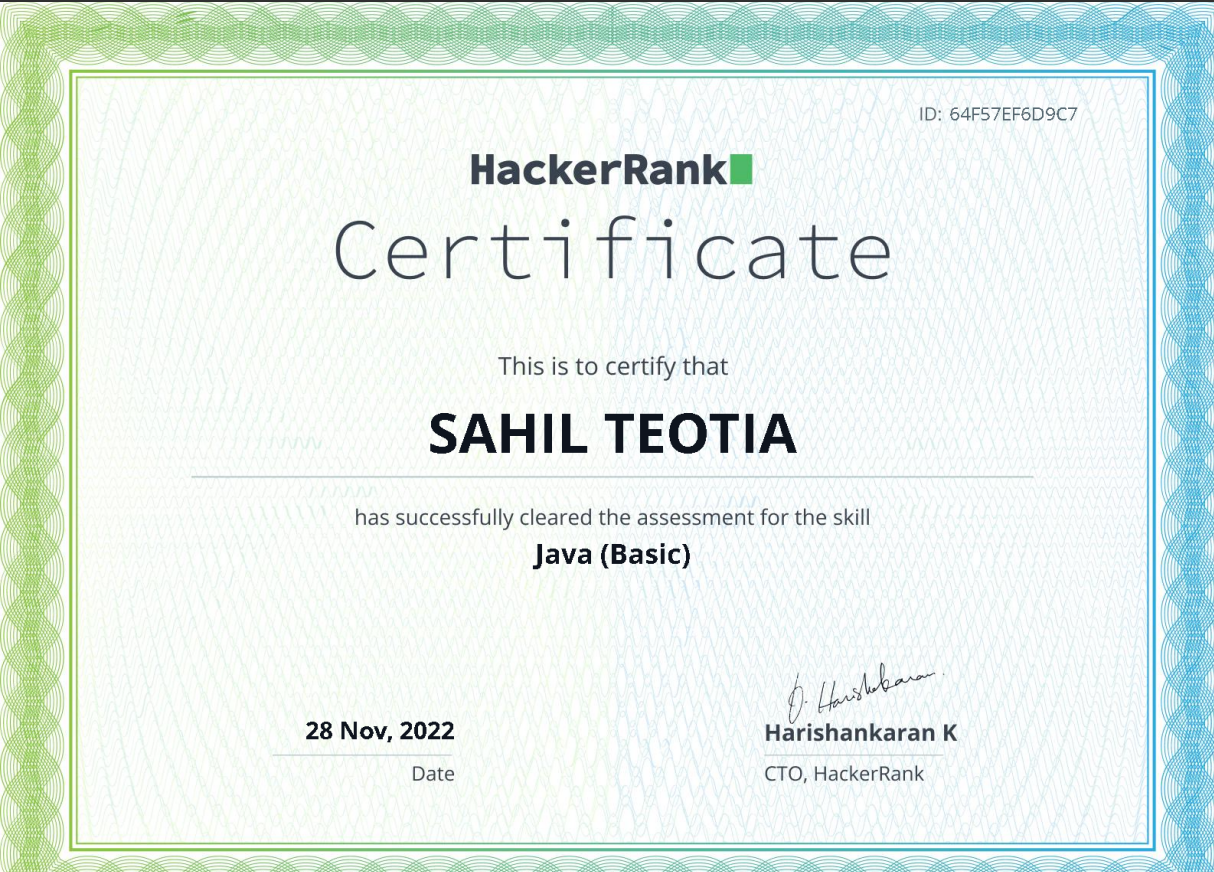 ID: 64F57EF6D9C7
HackerRank
Certificate
This is to certify that
SAHIL TEOTIA
has successfully cleared the assessment for the skill
Java (Basic)
28 Nov, 2022
Date
Harishankaran K
CTO, HackerRank